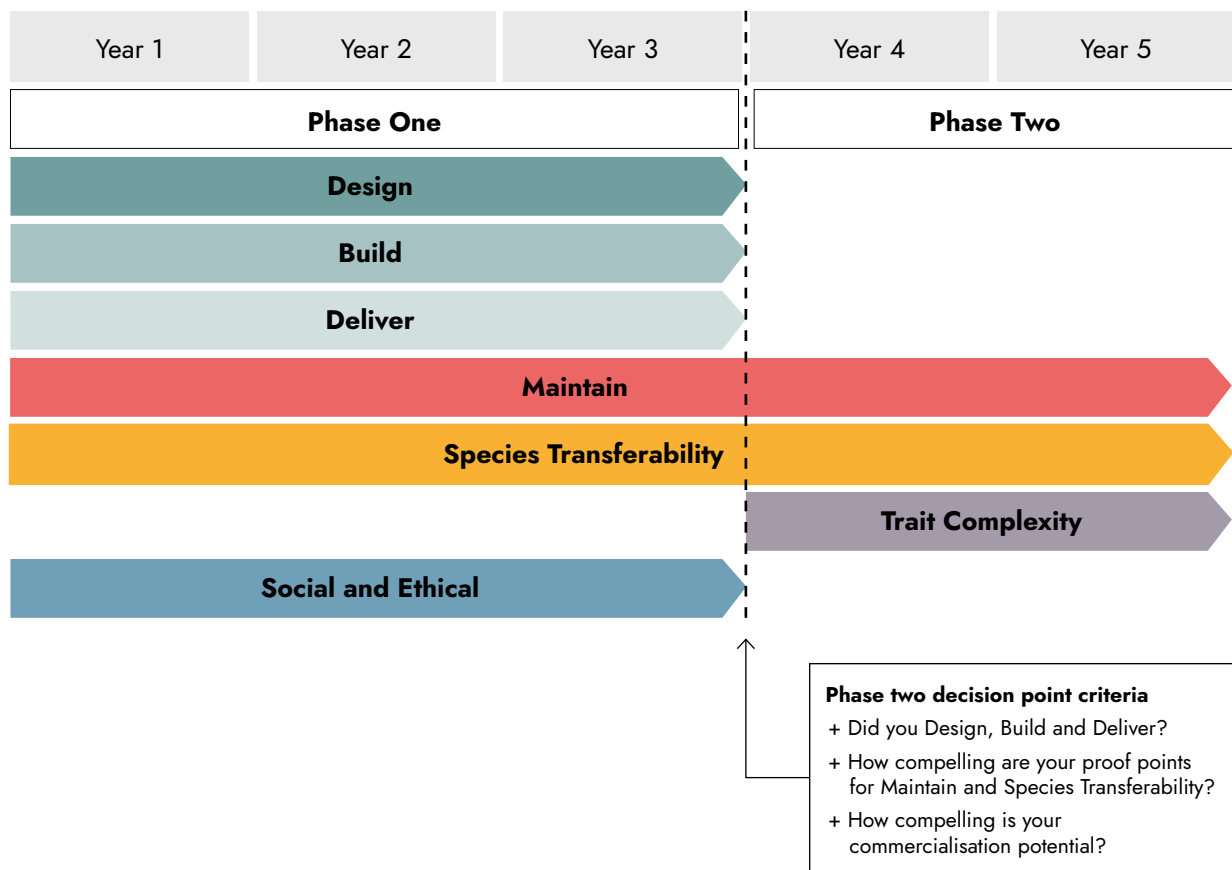 Year 1 Year 2 Year 3 Year 4 Year 5
Phase One Phase Two
Design
Build
Deliver
Maintain
Species Transferability
Trait Complexity
Social and Ethical
Phase two decision point criteria
+ Did you Design, Build and Deliver?
+ How compelling are your proof points
for Maintain and Species Transferability?
+ How compelling is your
commercialisation potential?